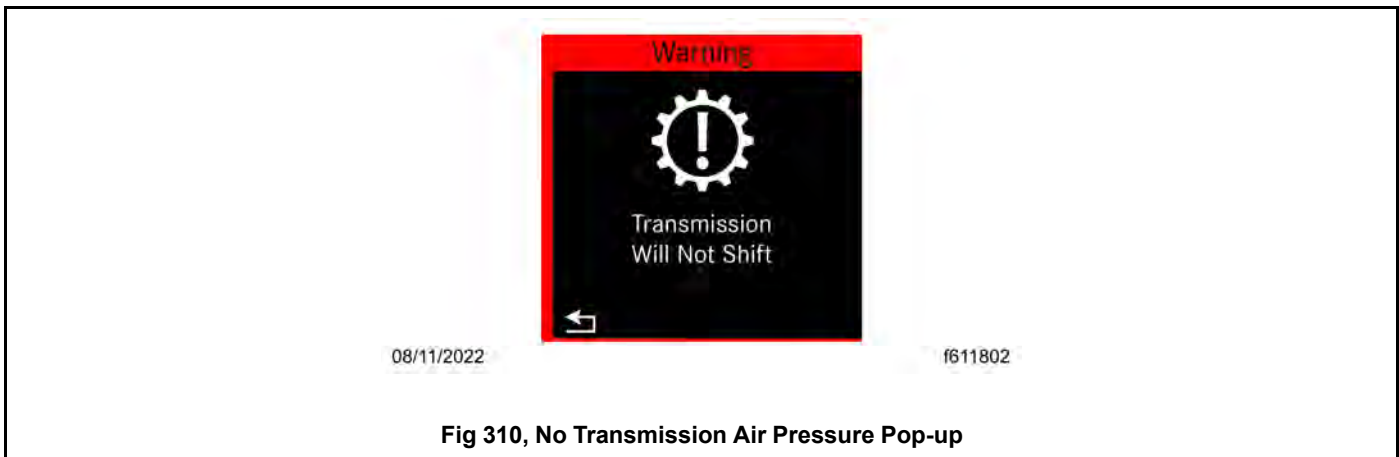 Warning
Transmission
Will Not Shift
08/11/2022
f611802
Fig 310, No Transmission Air Pressure Pop-up